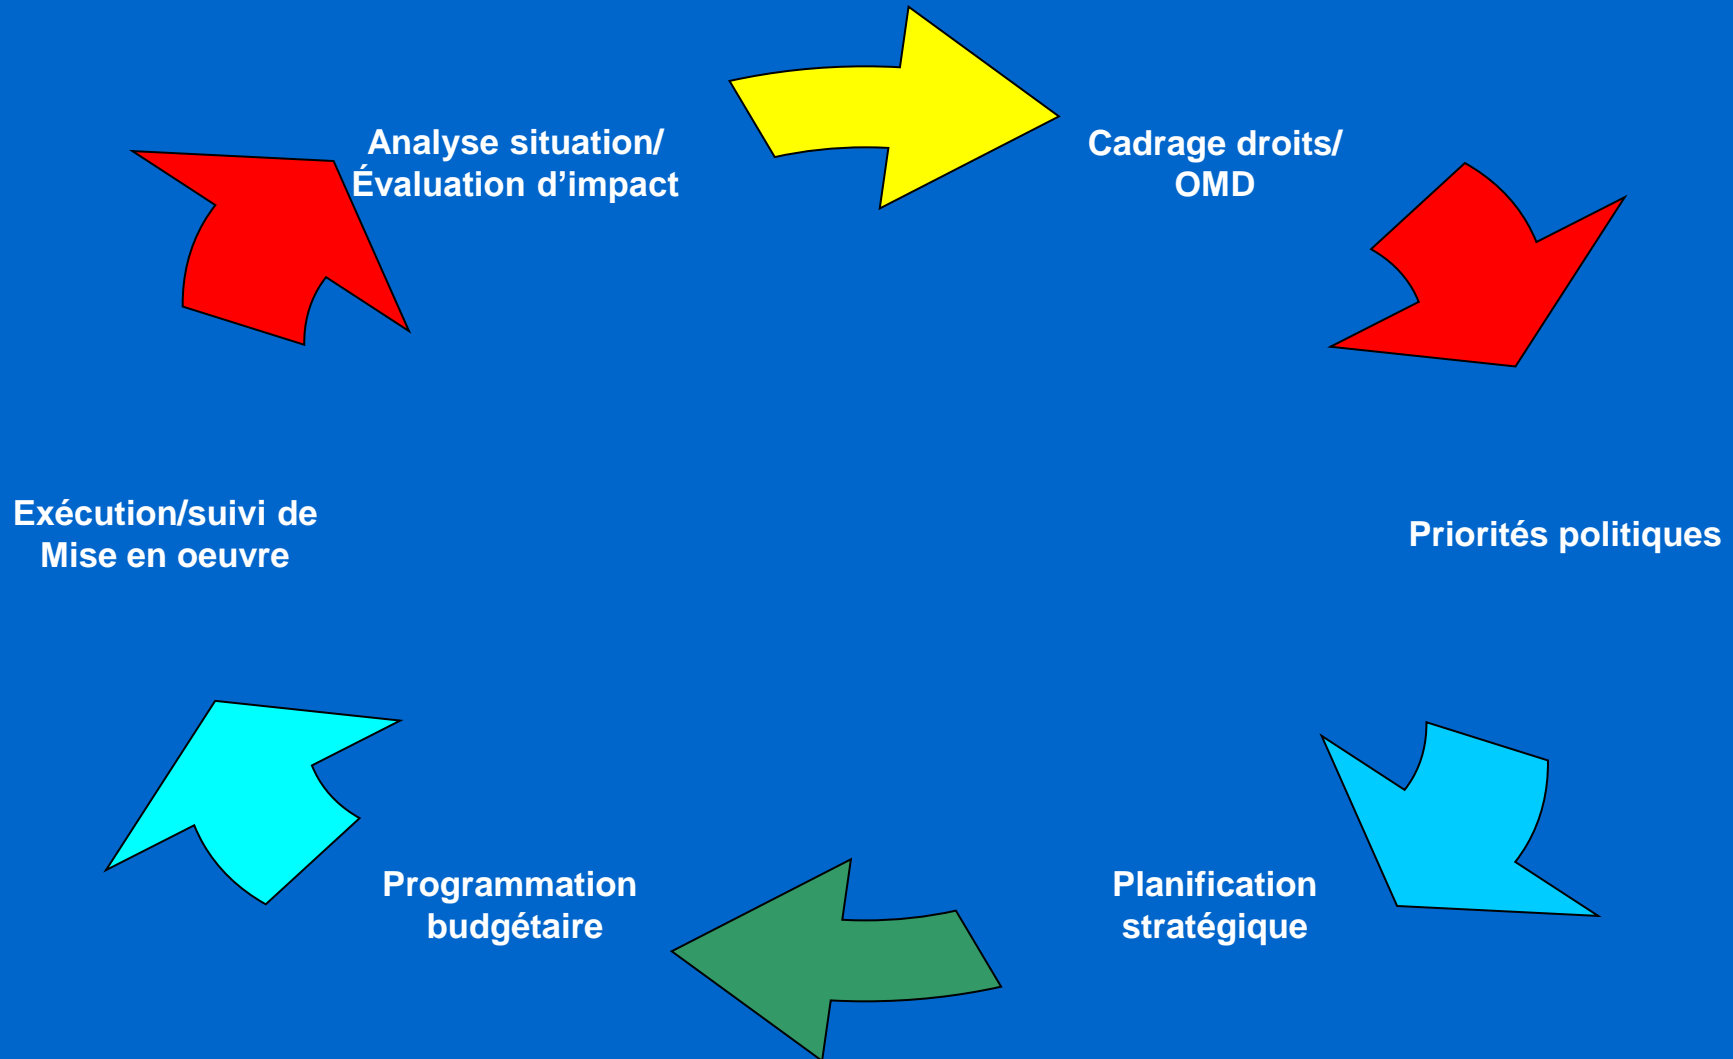 Analyse situation/
Évaluation d’impact
Cadrage droits/
OMD
Priorités politiques
Planification
stratégique
Programmation
budgétaire
Exécution/suivi de
Mise en oeuvre